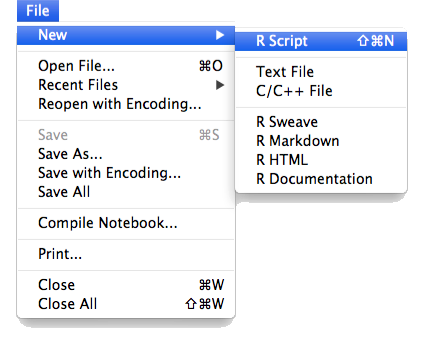 File
New
R Script ⇧⌘N
Open File... ⌘O
Recent Files
Reopen with Encoding...
Save ⌘S
Save As...
Save with Encoding...
Save All
Compile Notebook...
Print...
Close ⌘W
Close All ⇧⌘W
Text File
C/C++ File
R Sweave
R Markdown
R HTML
R Documentation